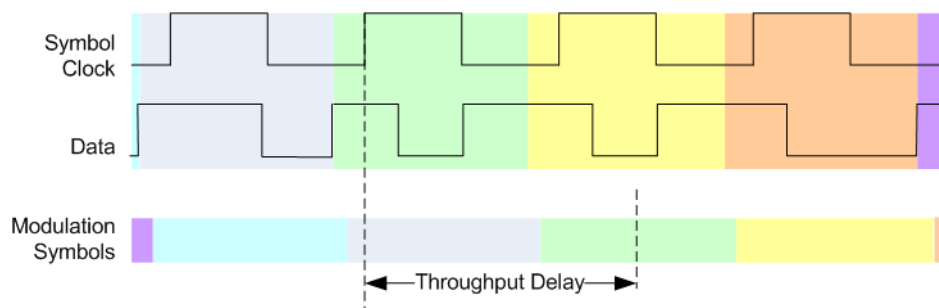 Symbol
Clock
Data
Modulation
Symbols
Throughput Delay